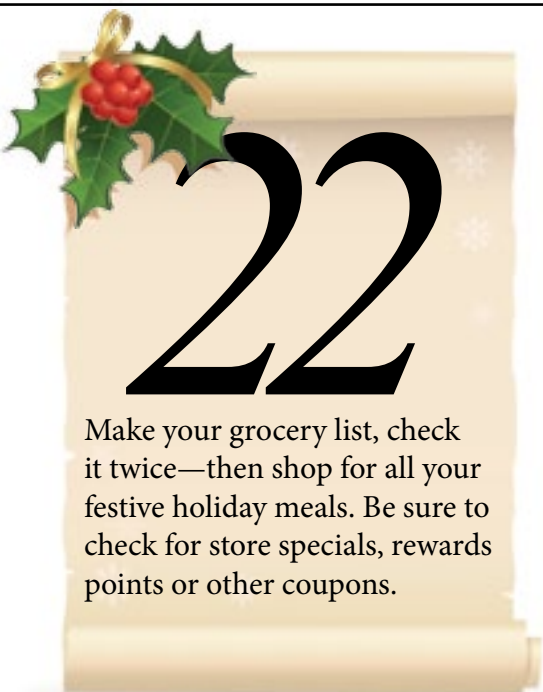 22
Make your grocery list, check
it twice—then shop for all your
festive holiday meals. Be sure to
check for store specials, rewards
points or other coupons.